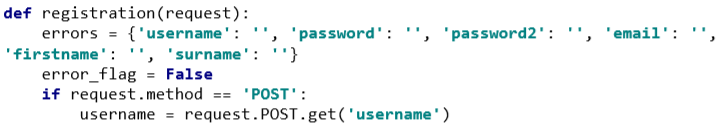 def registration(request):
    errors = {'username': '', 'password': '', 'password2': '', 'email': '',
'firstname': '', 'surname': ''}
    error_flag = False
    if request.method == 'POST':
        username = request.POST.get('username')